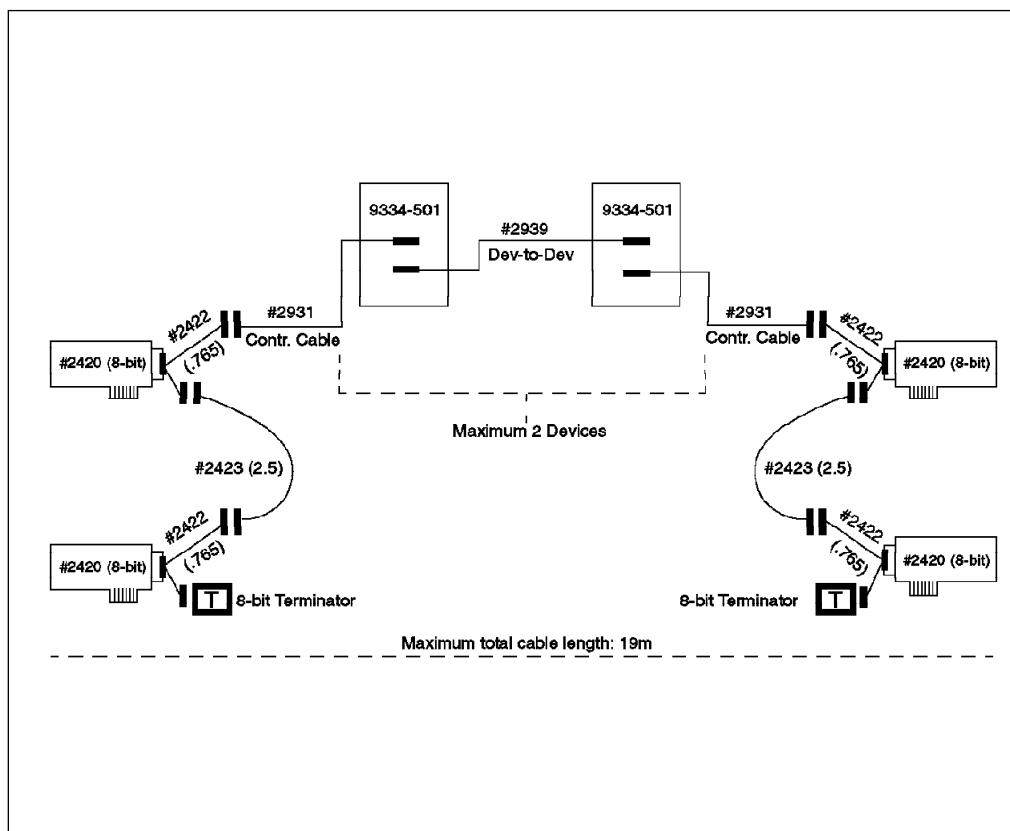 9334-501
9334-501
#2939
Dev-to-Dev
#2422
(.765)
#2931
Contr. Cable
#2931
Contr. Cable
#2422
(.765)
#2420 (8-bit)
#2420 (8-bit)
Maximum 2 Devices
#2423 (2.5)
#2423 (2.5)
#2422
(.765)
#2422
(.765)
#2420 (8-bit)
#2420 (8-bit)
T
8-bit Terminator
8-bit Terminator
T
Maximum total cable length: 19m